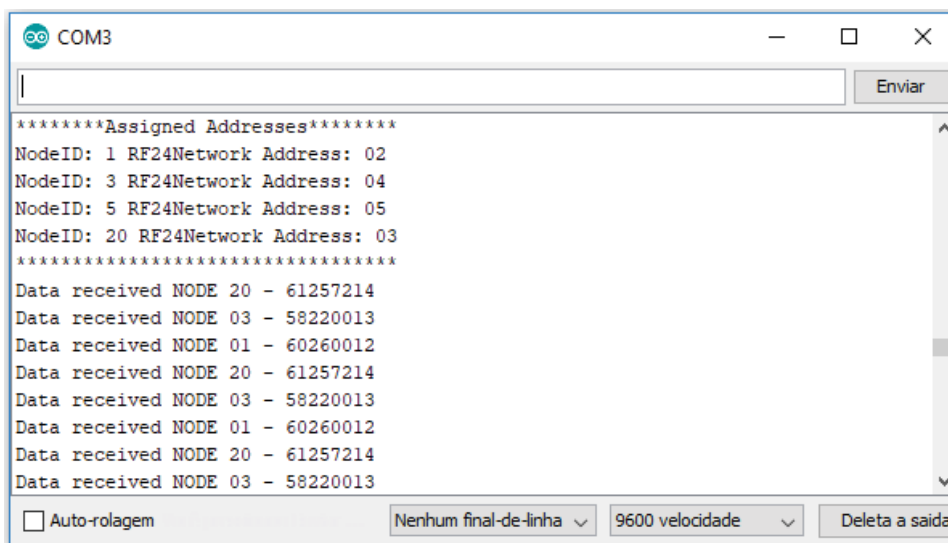 COM3
Enviar
********Assigned Addresses********
NodeID: 1 RF24Network Address: 02
NodeID: 3 RF24Network Address: 04
NodeID: 5 RF24Network Address: 05
NodeID: 20 RF24Network Address: 03
**********************************
Data received NODE 20 - 61257214
Data received NODE 03 - 58220013
Data received NODE 01 - 60260012
Data received NODE 20 - 61257214
Data received NODE 03 - 58220013
Data received NODE 01 - 60260012
Data received NODE 20 - 61257214
Data received NODE 03 - 58220013
Auto-rolagem Nenhum final-de-linha 9600 velocidade Deleta a saida